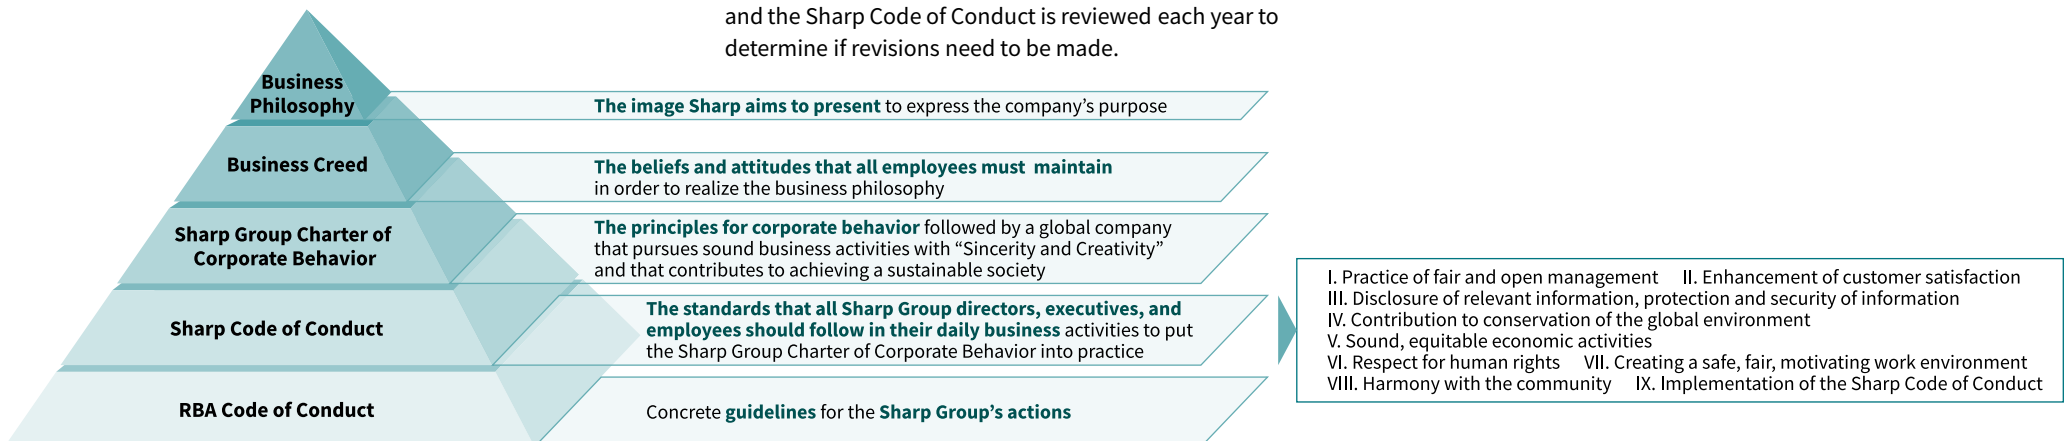 and the Sharp Code of Conduct is reviewed each year to
determine if revisions need to be made.
Business
Philosophy
The image Sharp aims to present to express the company’s purpose
Business Creed
The beliefs and attitudes that all employees must maintain
in order to realize the business philosophy
Sharp Group Charter of
Corporate Behavior
The principles for corporate behavior followed by a global company
that pursues sound business activities with “Sincerity and Creativity”
and that contributes to achieving a sustainable society
Sharp Code of Conduct
The standards that all Sharp Group directors, executives, and
employees should follow in their daily business activities to put
the Sharp Group Charter of Corporate Behavior into practice
I. Practice of fair and open management II. Enhancement of customer satisfaction
III. Disclosure of relevant information, protection and security of information
IV. Contribution to conservation of the global environment
V. Sound, equitable economic activities
VI. Respect for human rights VII. Creating a safe, fair, motivating work environment
VIII. Harmony with the community IX. Implementation of the Sharp Code of Conduct
RBA Code of Conduct
Concrete guidelines for the Sharp Group’s actions